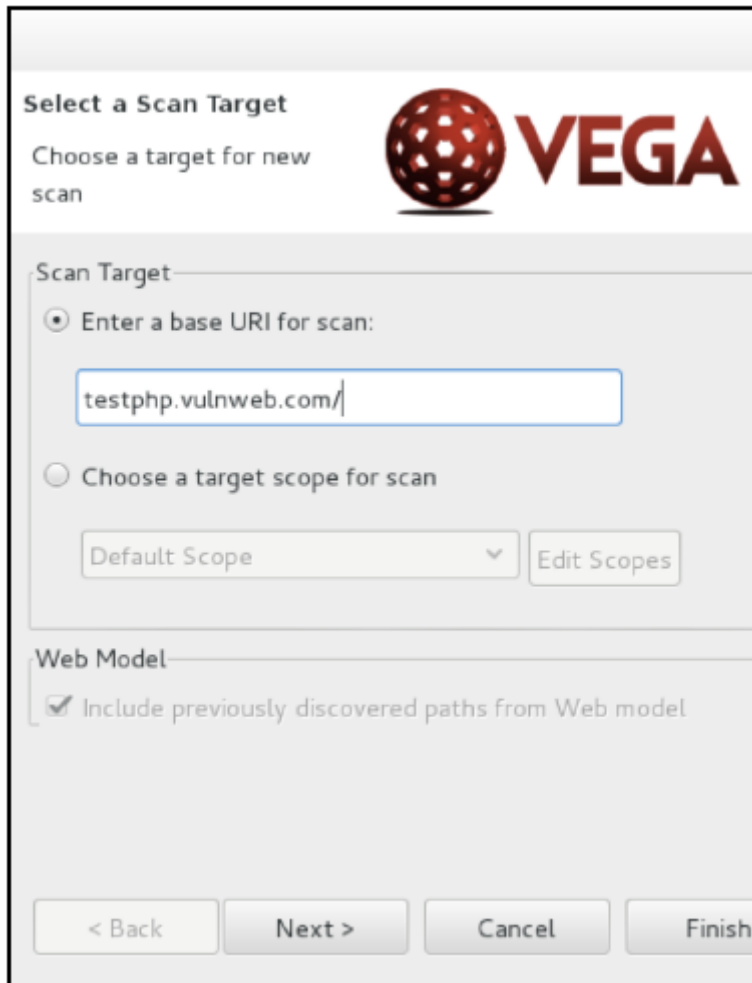 Select a Scan Target
Choose a target for new
scan
VEGA
Scan Target
Enter a base URI for scan:
testphp.vulnweb.com/
Choose a target scope for scan
Default Scope
Edit Scopes
Web Model
Include previously discovered paths from Web model
< Back
Next >
Cancel
Finish